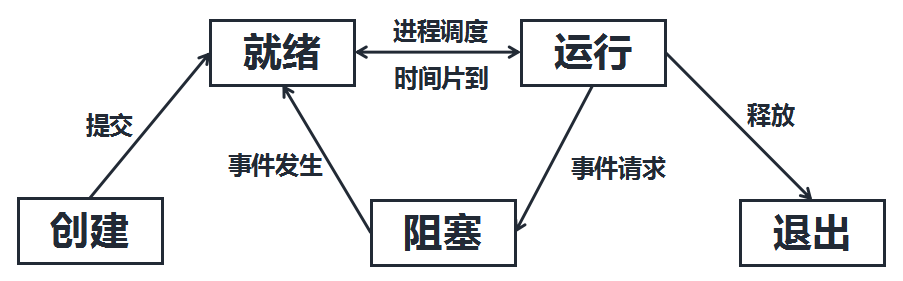 就绪
进程调度
时间片到
运行
提交
事件发生
事件请求
释放
创建
阻塞
退出